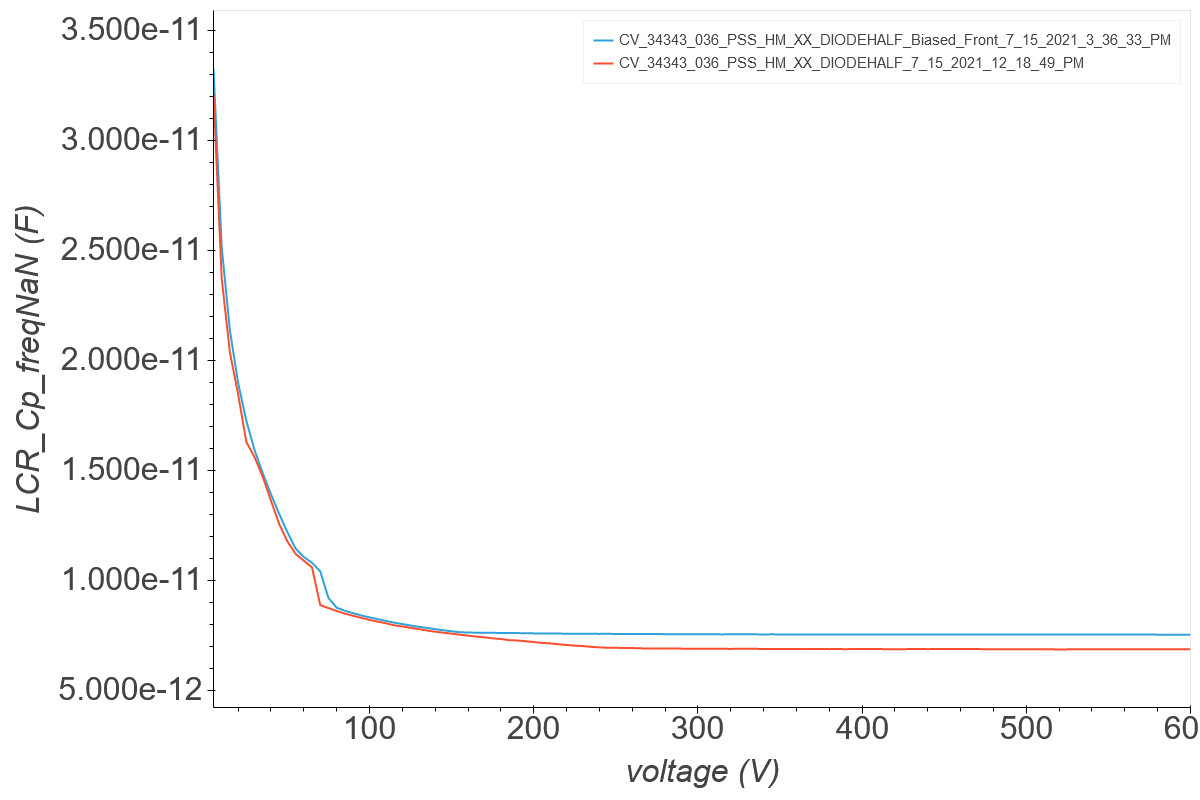 3.500e-11
3.000e-11
2.500e-11
2.000e-11
1.500e-11
1.000e-11
5.000e-12
LCR_Cp_freqNaN (F)
CV_34343_036_PSS_HM_XX_DIODEHALF_Biased_Front_7_15_2021_3_36_33_PM
CV_34343_036_PSS_HM_XX_DIODEHALF_7_15_2021_12_18_49_PM
100 200 300 400 500 60
voltage (V)